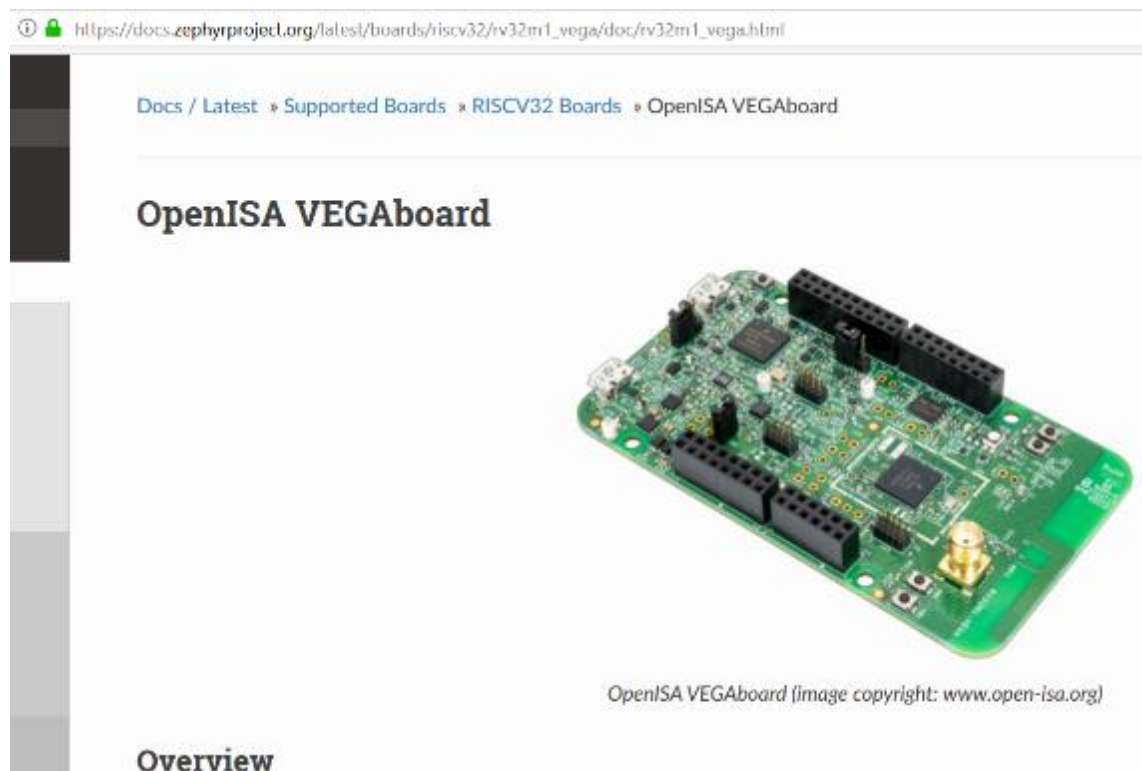 https://docs.zephyrproject.org/latest/boards/riscv32/rv32m1_vega/doc/rv32m1_vega.html
Docs / Latest » Supported Boards » RISCV32 Boards » OpenISA VEGAboard
OpenISA VEGAboard
OpenISA VEGAboard (image copyright: www.open-isa.org)
Overview